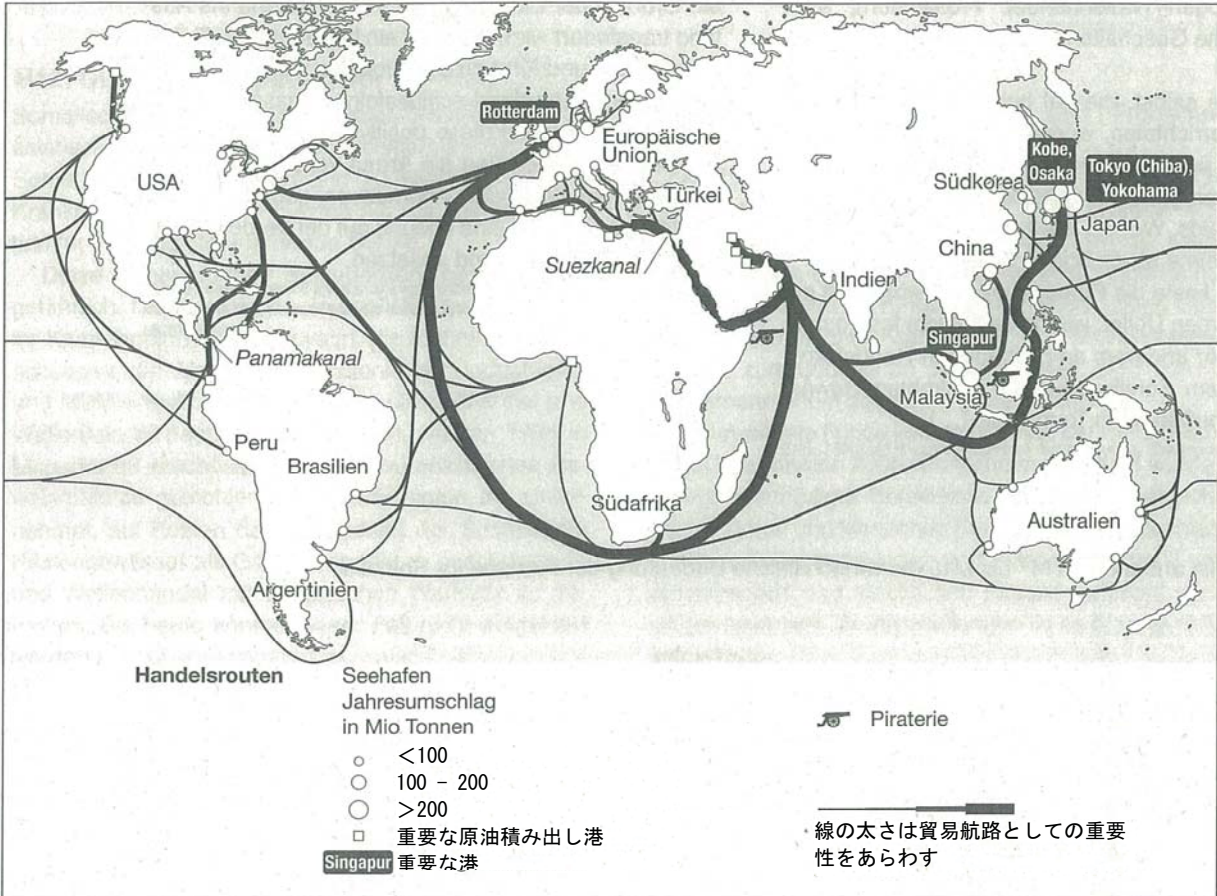 Rotterdam
Europäische
Union
USA
Türkei
Kobe,
Osaka
Tokyo (Chiba),
Yokohama
Südkorea
Japan
China
Suezkanal
Indien
Singapur
Panamakanal
Malaysia
Peru
Brasilien
Südafrika
Australien
Argentinien
Handelsrouten
Seehafen
Jahresumschlag
in Mio. Tonnen
<100
100 - 200
>200
重要な原油積み出し港
Singapur 重要な港
Piraterie
線の太さは貿易航路としての重要
性をあらわす